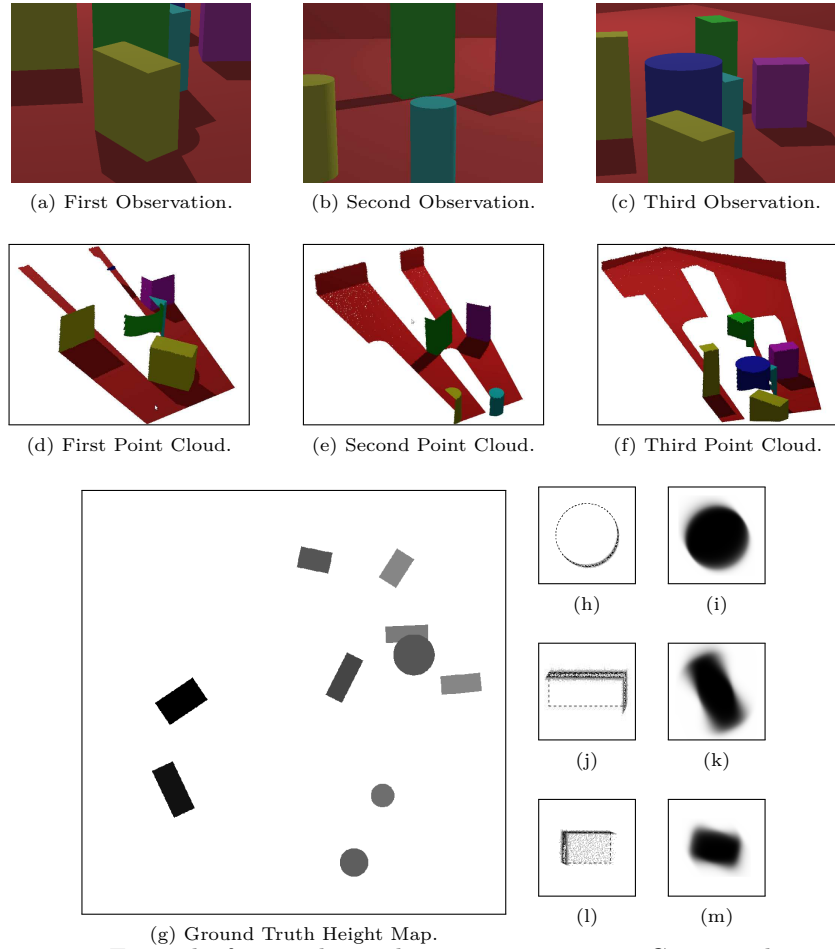 (a) First Observation.
(b) Second Observation.
(c) Third Observation.
(d) First Point Cloud.
(e) Second Point Cloud.
(f) Third Point Cloud.
(h)
(i)
(j)
(k)
(l)
(m)
(g) Ground Truth Height Map.